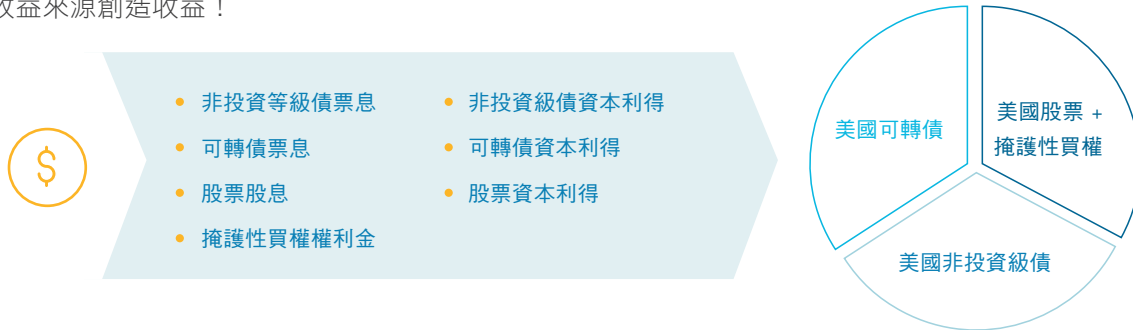 收益來源創造收益！
• 非投資等級債票息
• 可轉債票息
• 股票股息
• 掩護性買權權利金
• 非投資級債資本利得
• 可轉債資本利得
• 股票資本利得
$
美國可轉債
美國股票 +
掩護性買權
美國非投資級債